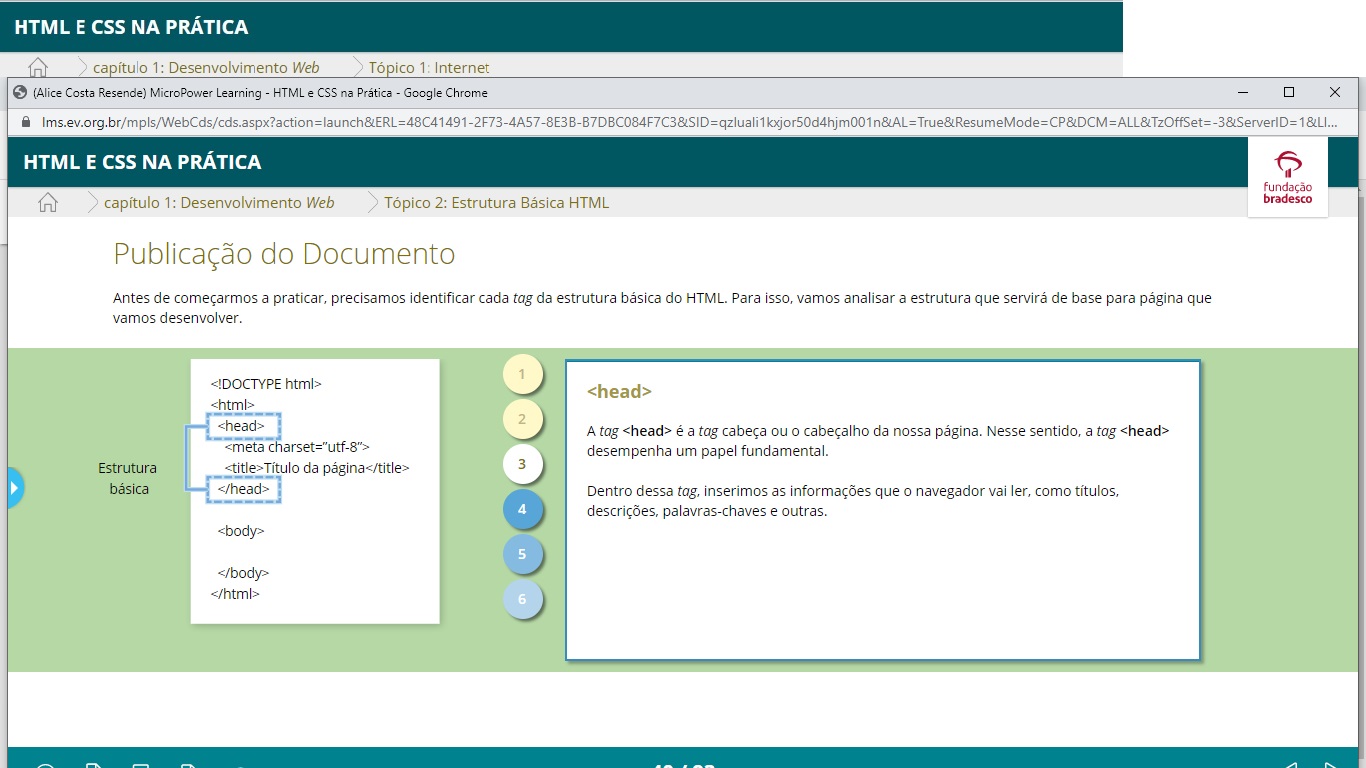 HTML E CSS NA PRÁTICA
capítulo 1: Desenvolvimento Web
Tópico 1: Internet
(Alice Costa Resende) MicroPower Learning - HTML e CSS na Prática - Google Chrome
lms.ev.org.br/mpls/WebCds/cds.aspx?action=launch&ERL=48C41491-2F73-4A57-8E3B-B7DBC084F7C3&SID=qzluali1kxjor50d4hjm001n&AL=True&ResumeMode=CP&DCM=ALL&TzOffSet=-3&ServerID=1&LI...
HTML E CSS NA PRÁTICA
fundação
bradesco
capítulo 1: Desenvolvimento Web
Tópico 2: Estrutura Básica HTML
Publicação do Documento
Antes de começarmos a praticar, precisamos identificar cada tag da estrutura básica do HTML. Para isso, vamos analisar a estrutura que servirá de base para página que
vamos desenvolver.
Estrutura
básica
<!DOCTYPE html>
<html>
<head>
<meta charset=”utf-8”>
<title>Título da página</title>
</head>
<body>
</body>
</html>
1
2
3
4
5
6
<head>
A tag <head> é a tag cabeça ou o cabeçalho da nossa página. Nesse sentido, a tag <head>
desempenha um papel fundamental.
Dentro dessa tag, inserimos as informações que o navegador vai ler, como títulos,
descrições, palavras-chaves e outras.